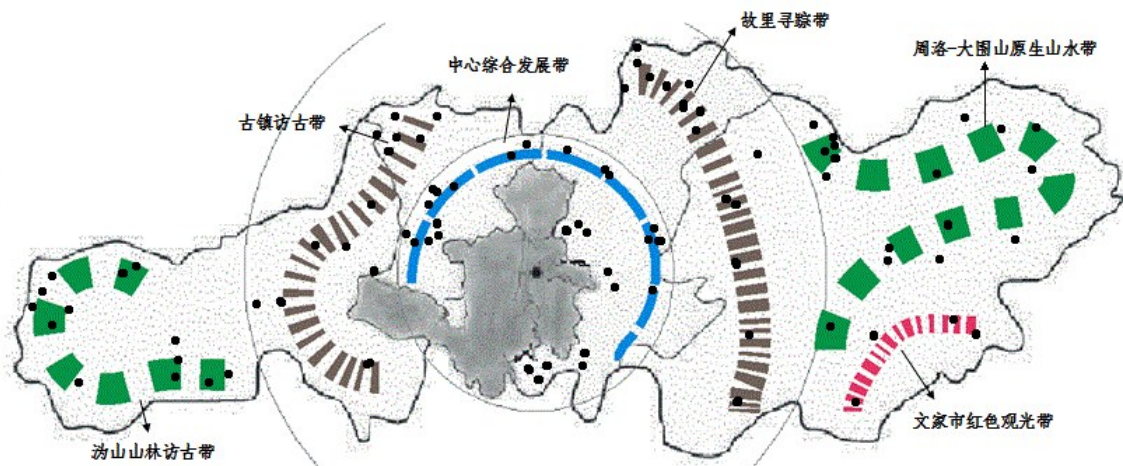 故里寻踪带
周洛-大围山原生山水带
中心综合发展带
古镇访古带
沩山山林访古带
文家市红色观光带